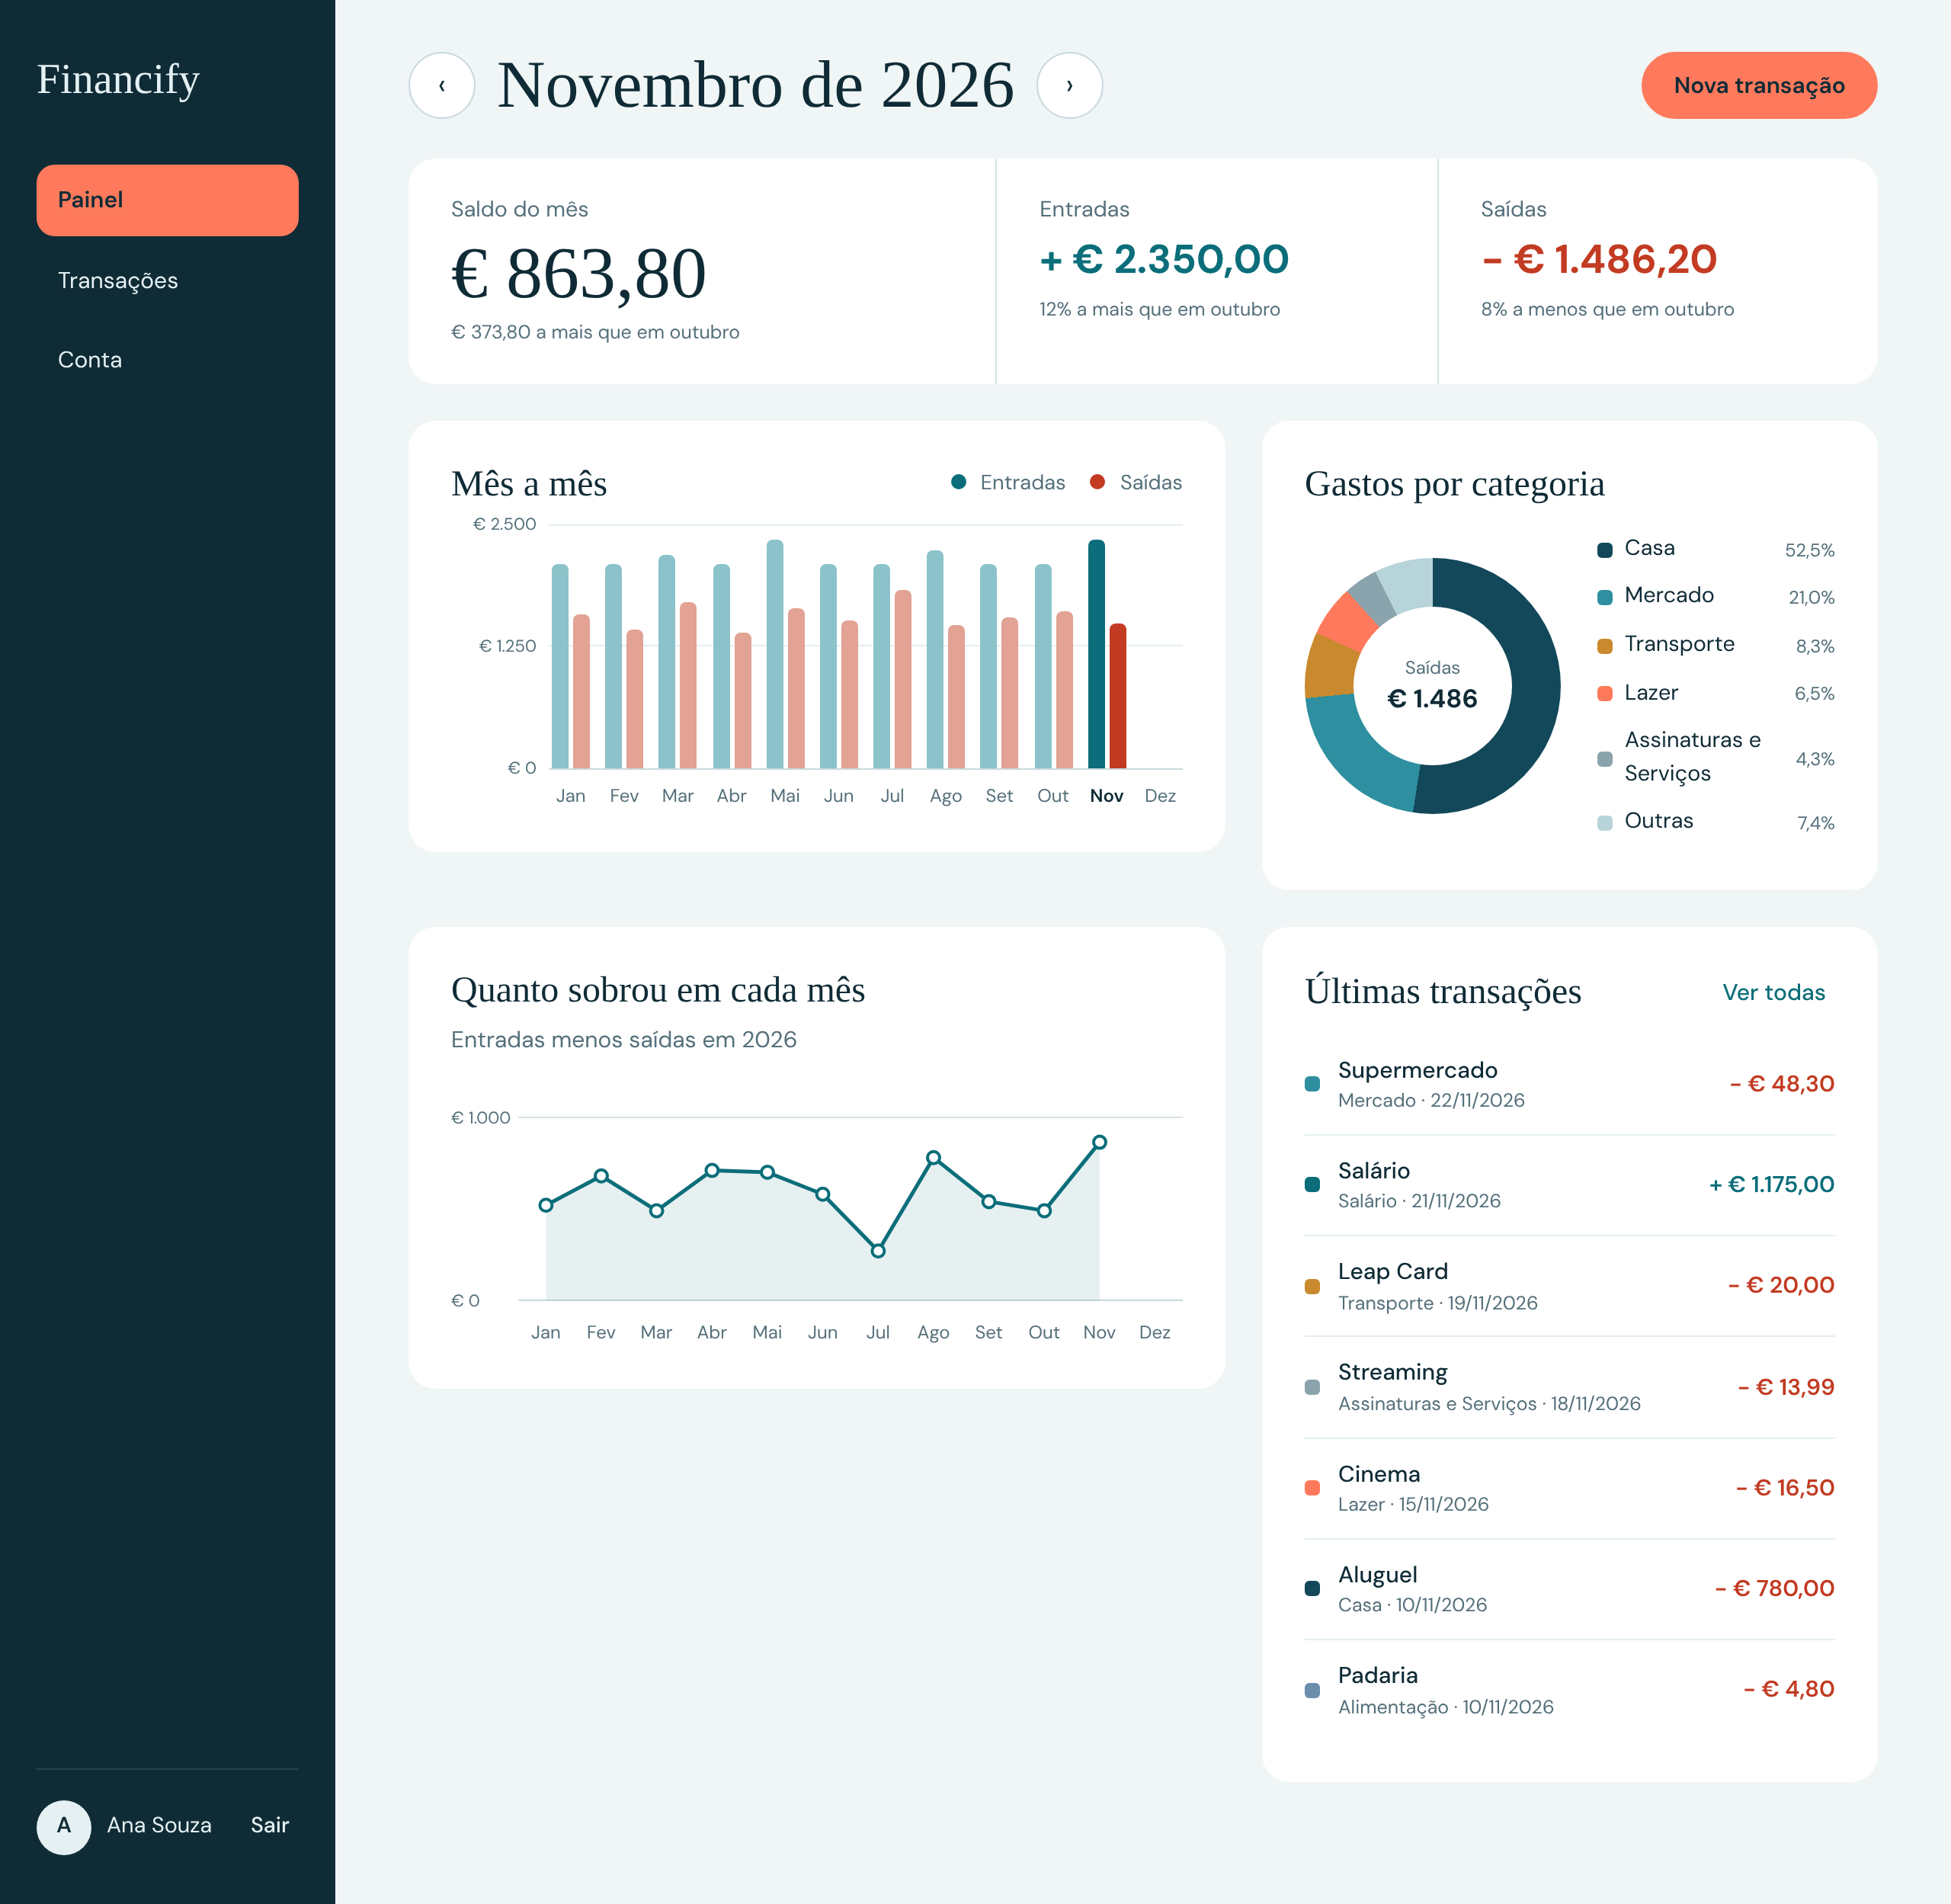 Financify
Painel
Transações
Conta
A
Ana Souza
Sair
‹
Novembro de 2026
›
Nova transação
Saldo do mês
€ 863,80
€ 373,80 a mais que em outubro
Entradas
+ € 2.350,00
12% a mais que em outubro
Saídas
− € 1.486,20
8% a menos que em outubro
Mês a mês
Entradas
Saídas
€ 2.500
€ 1.250
€ 0
Jan Fev Mar Abr Mai Jun Jul Ago Set Out Nov Dez
Gastos por categoria
Saídas
€ 1.486
Casa 52,5%
Mercado 21,0%
Transporte 8,3%
Lazer 6,5%
Assinaturas e
Serviços 4,3%
Outras 7,4%
Quanto sobrou em cada mês
Entradas menos saídas em 2026
€ 1.000
€ 0
Jan Fev Mar Abr Mai Jun Jul Ago Set Out Nov Dez
Últimas transações
Ver todas
Supermercado
Mercado · 22/11/2026
− € 48,30
Salário
Salário · 21/11/2026
+ € 1.175,00
Leap Card
Transporte · 19/11/2026
− € 20,00
Streaming
Assinaturas e Serviços · 18/11/2026
− € 13,99
Cinema
Lazer · 15/11/2026
− € 16,50
Aluguel
Casa · 10/11/2026
− € 780,00
Padaria
Alimentação · 10/11/2026
− € 4,80